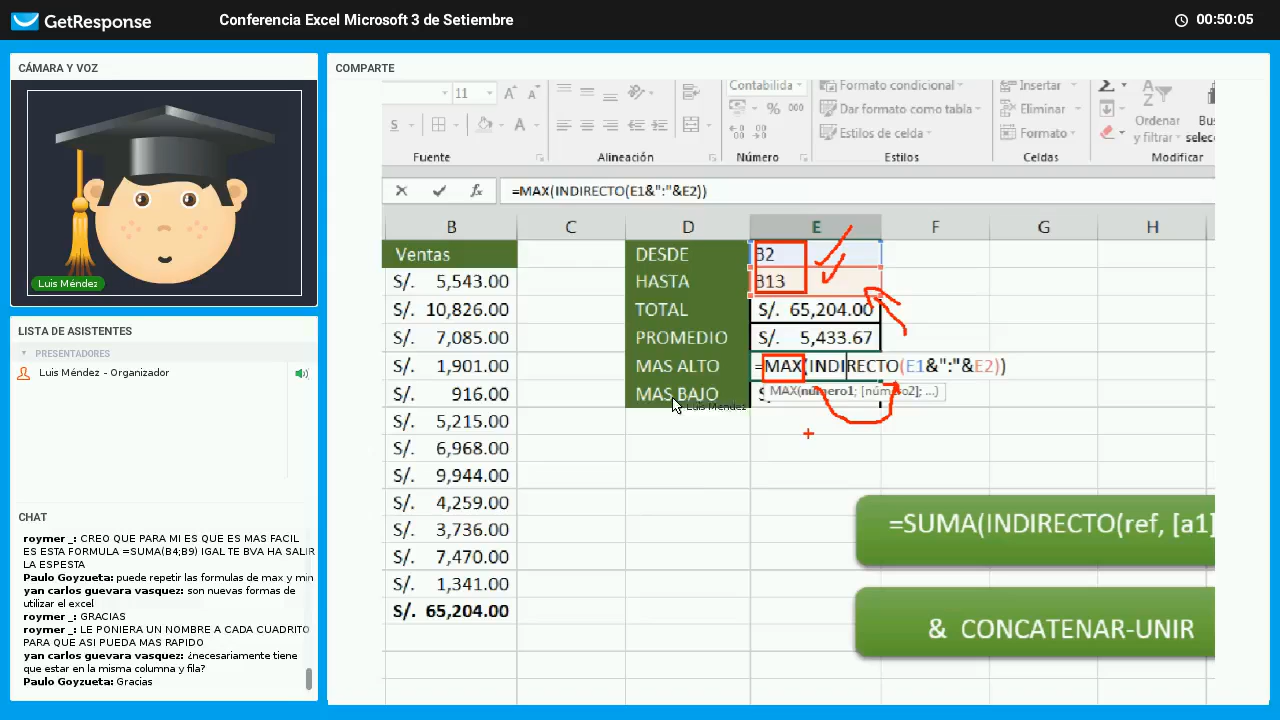 GetResponse
Conferencia Excel Microsoft 3 de Setiembre
00:50:05
CÁMARA Y VOZ
Luis Méndez
LISTA DE ASISTENTES
PRESENTADORES
Luis Méndez - Organizador
CHAT
roymer _: CREO QUE PARA MI ES QUE ES MAS FACIL
ES ESTA FORMULA =SUMA(B4;B9) IGAL TE BVA HA SALIR
LA ESPESTA
Paulo Goyzueta: puede repetir las formulas de max y min
yan carlos guevara vasquez: son nuevas formas de
utilizar el excel
roymer _: GRACIAS
roymer _: LE PONIERA UN NOMBRE A CADA CUADRITO
PARA QUE ASI PUEDA MAS RAPIDO
yan carlos guevara vasquez: ¿necesariamente tiene
que estar en la misma columna y fila?
Paulo Goyzueta: Gracias
COMPARTE
11 A A Contabilida Formato condicional Insertar Σ
% 000 Dar formato como tabla Eliminar Ordenar
S A Estilos de celda Formato y filtrar
Fuente Alineación Número Estilos Celdas Modificar
fx =MAX(INDIRECTO(E1&":"&E2))
B C D E F G H
Ventas DESDE B2
S/. 5,543.00 HASTA B13
S/. 10,826.00 TOTAL S/. 65,204.00
S/. 7,085.00 PROMEDIO S/. 5,433.67
S/. 1,901.00 MAS ALTO =MAX(INDIRECTO(E1&":"&E2))
MAX(número1; [número2]; ...)
S/. 916.00 MAS BAJO
Luis Méndez
S/. 5,215.00
S/. 6,968.00
S/. 9,944.00
S/. 4,259.00
S/. 3,736.00
S/. 7,470.00
S/. 1,341.00
S/. 65,204.00
=SUMA(INDIRECTO(ref, [a1]
& CONCATENAR-UNIR